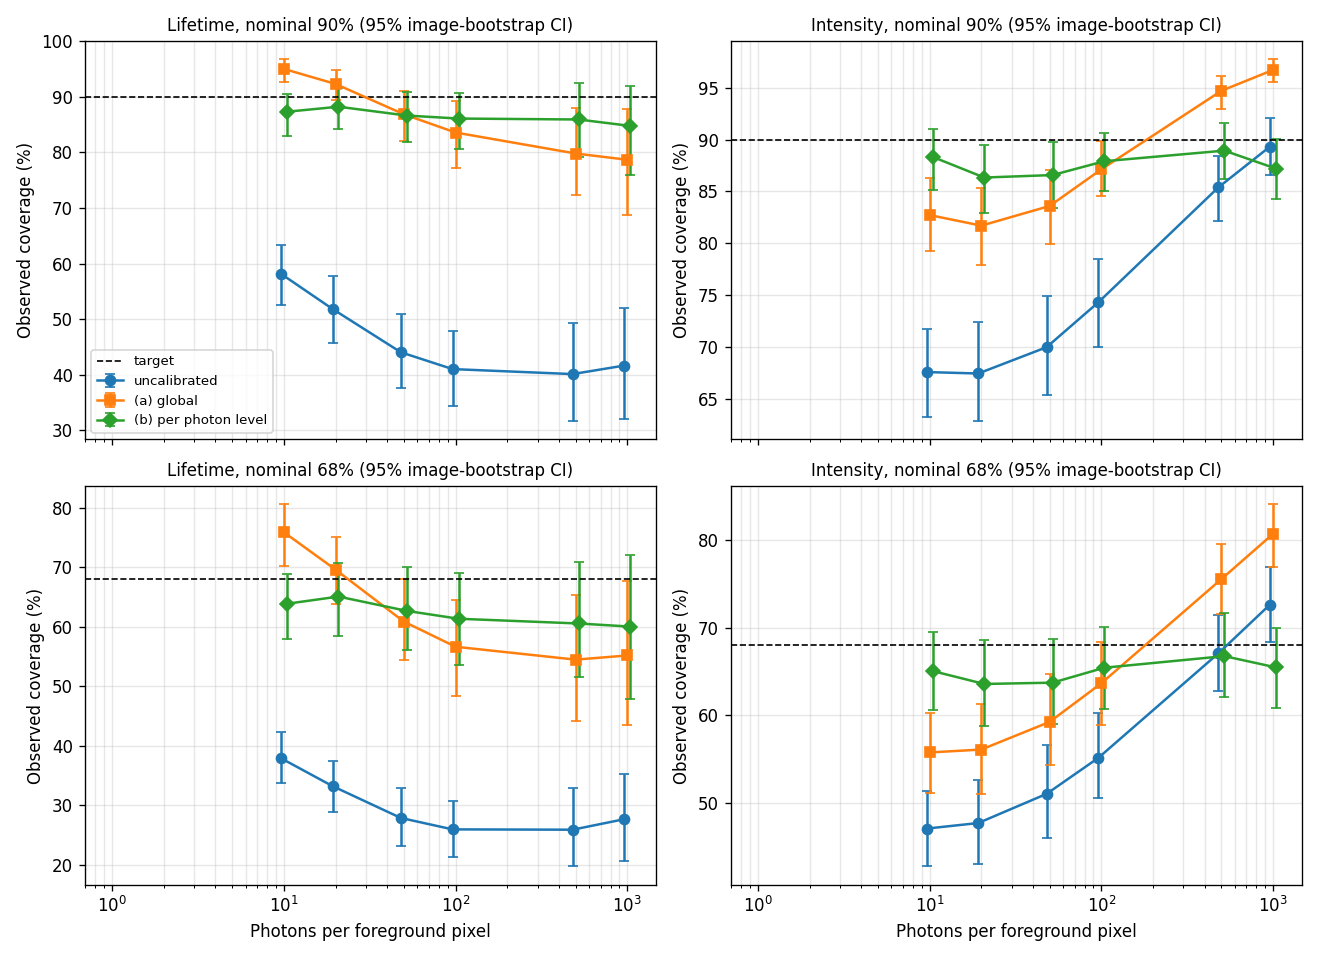 Lifetime, nominal 90% (95% image-bootstrap CI)
Observed coverage (%)
100
90
80
70
60
50
40
30
target
uncalibrated
(a) global
(b) per photon level
Intensity, nominal 90% (95% image-bootstrap CI)
Observed coverage (%)
95
90
85
80
75
70
65
Lifetime, nominal 68% (95% image-bootstrap CI)
Observed coverage (%)
80
70
60
50
40
30
20
10⁰ 10¹ 10² 10³
Photons per foreground pixel
Intensity, nominal 68% (95% image-bootstrap CI)
Observed coverage (%)
80
70
60
50
10⁰ 10¹ 10² 10³
Photons per foreground pixel